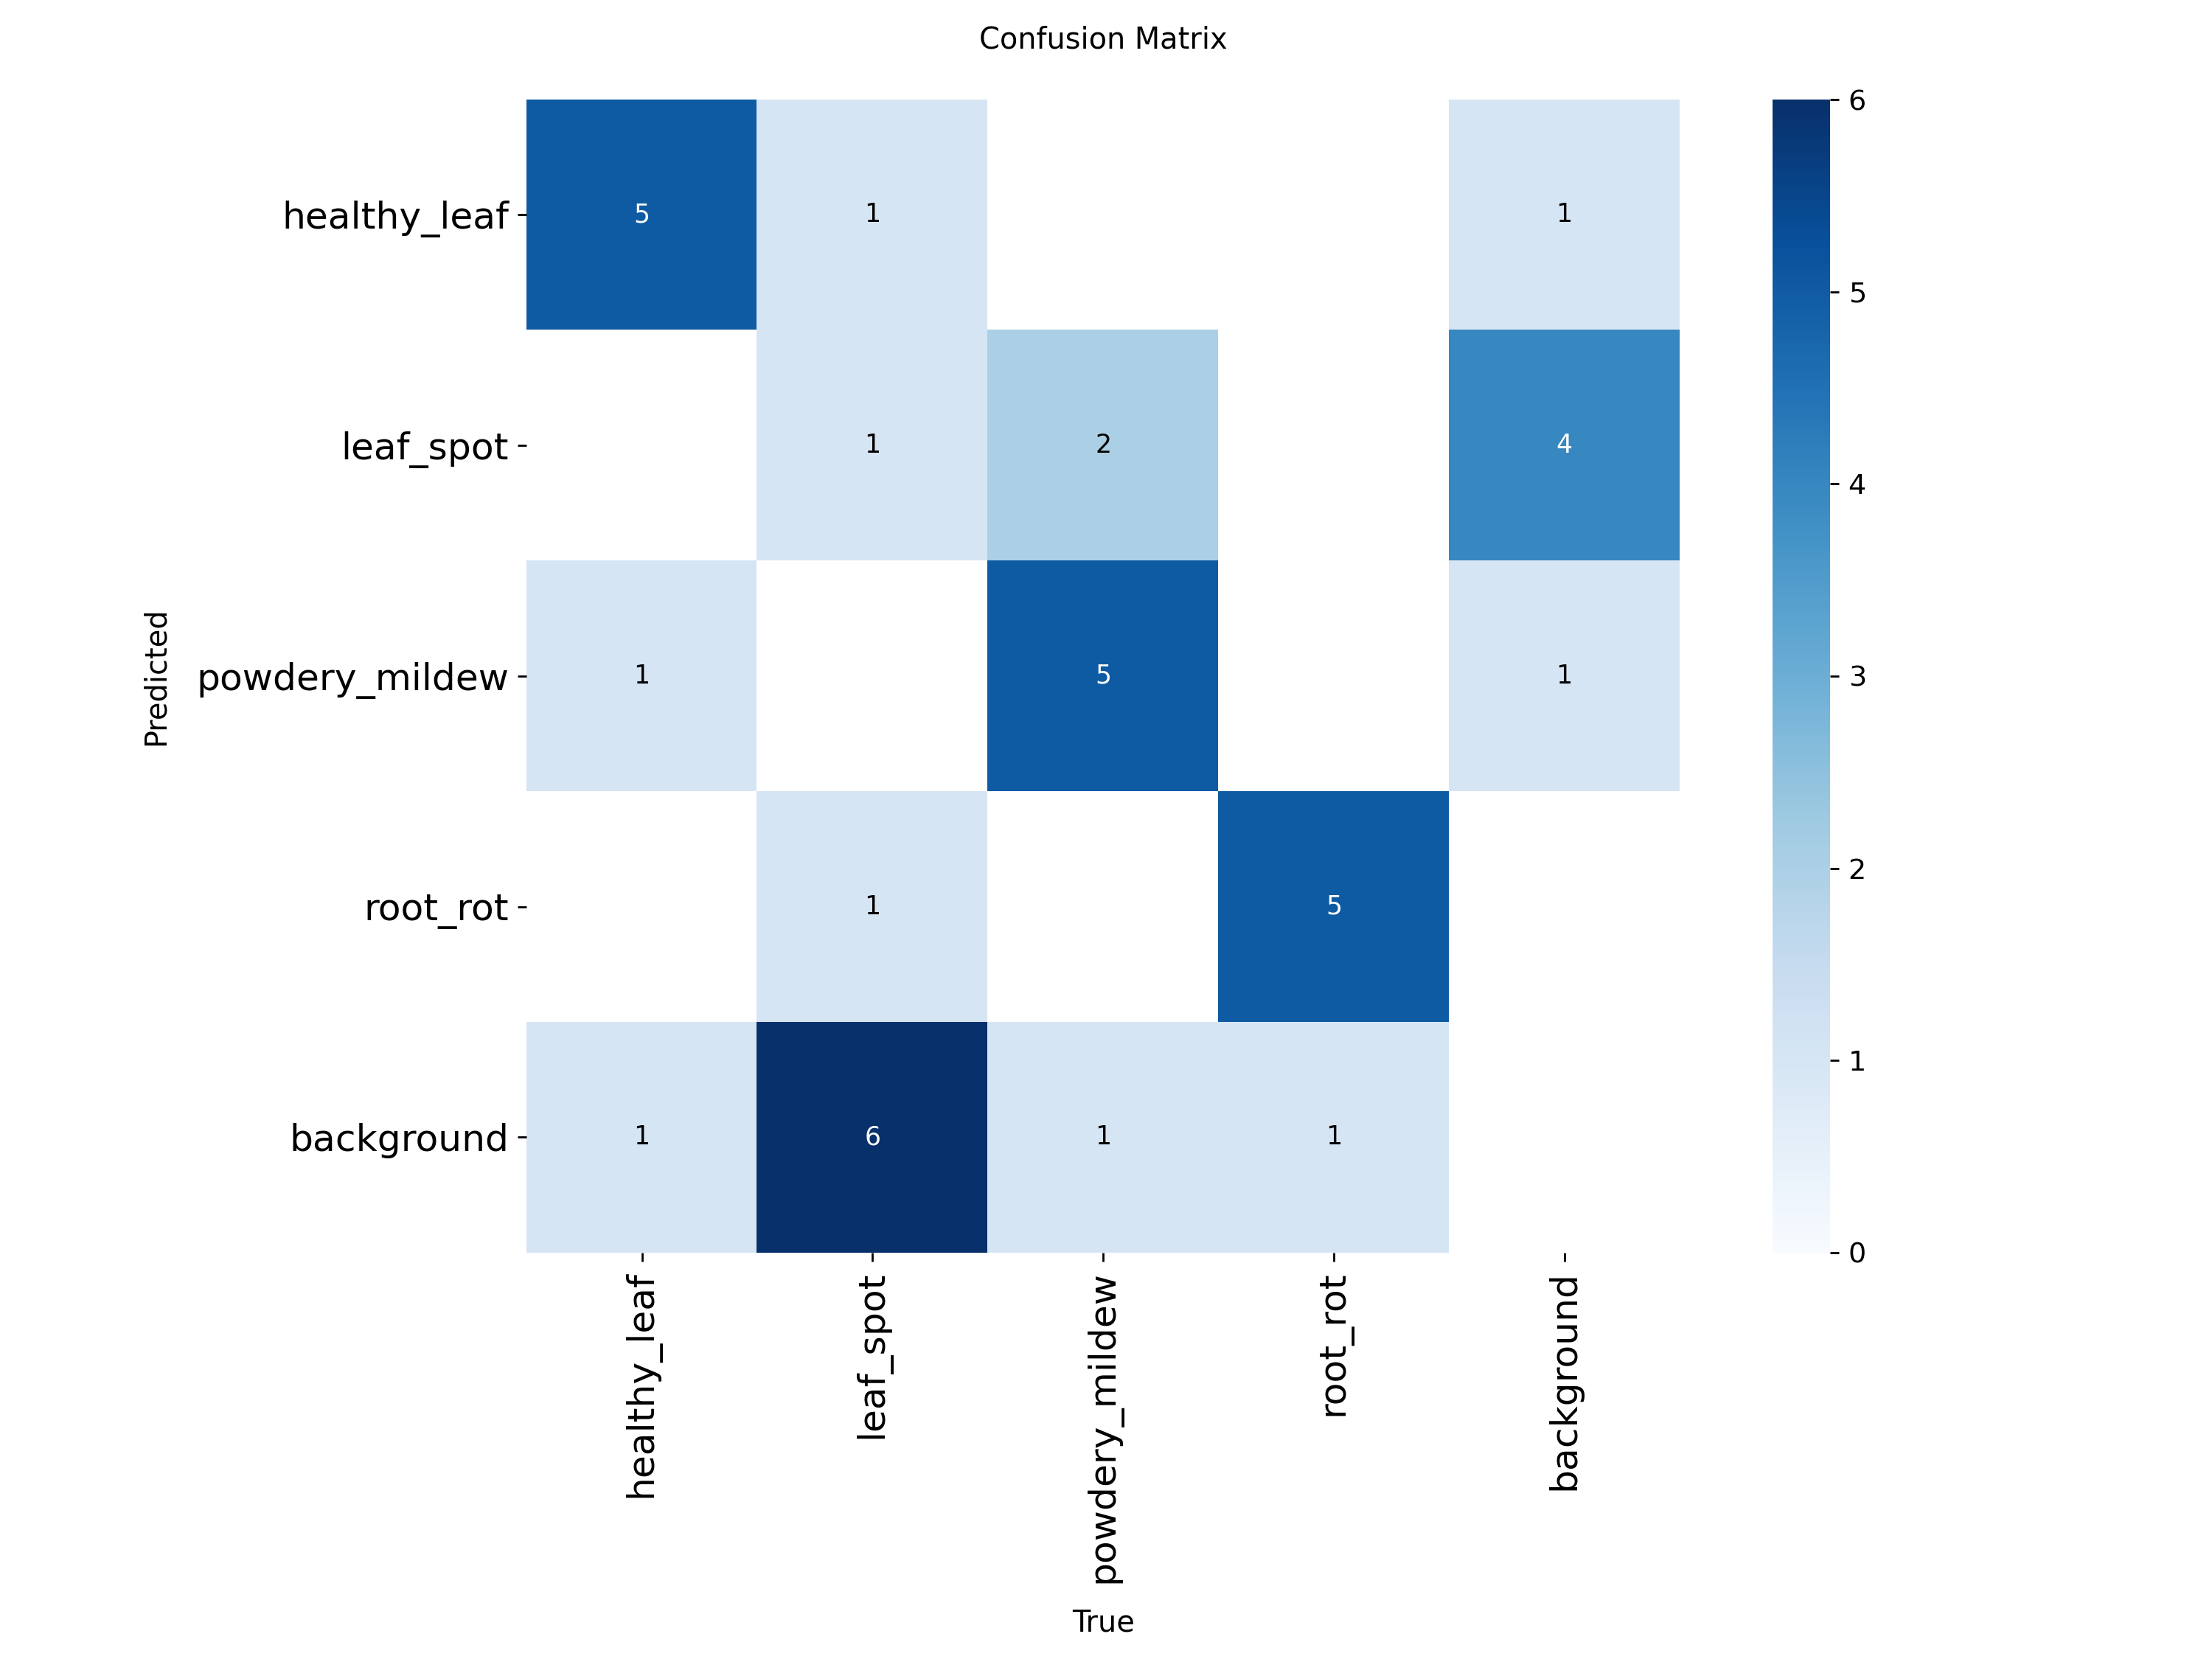 Confusion Matrix
Predicted
healthy_leaf 5 1 1
leaf_spot 1 2 4
powdery_mildew 1 5 1
root_rot 1 5
background 1 6 1 1
healthy_leaf
leaf_spot
powdery_mildew
root_rot
background
True
6
5
4
3
2
1
0